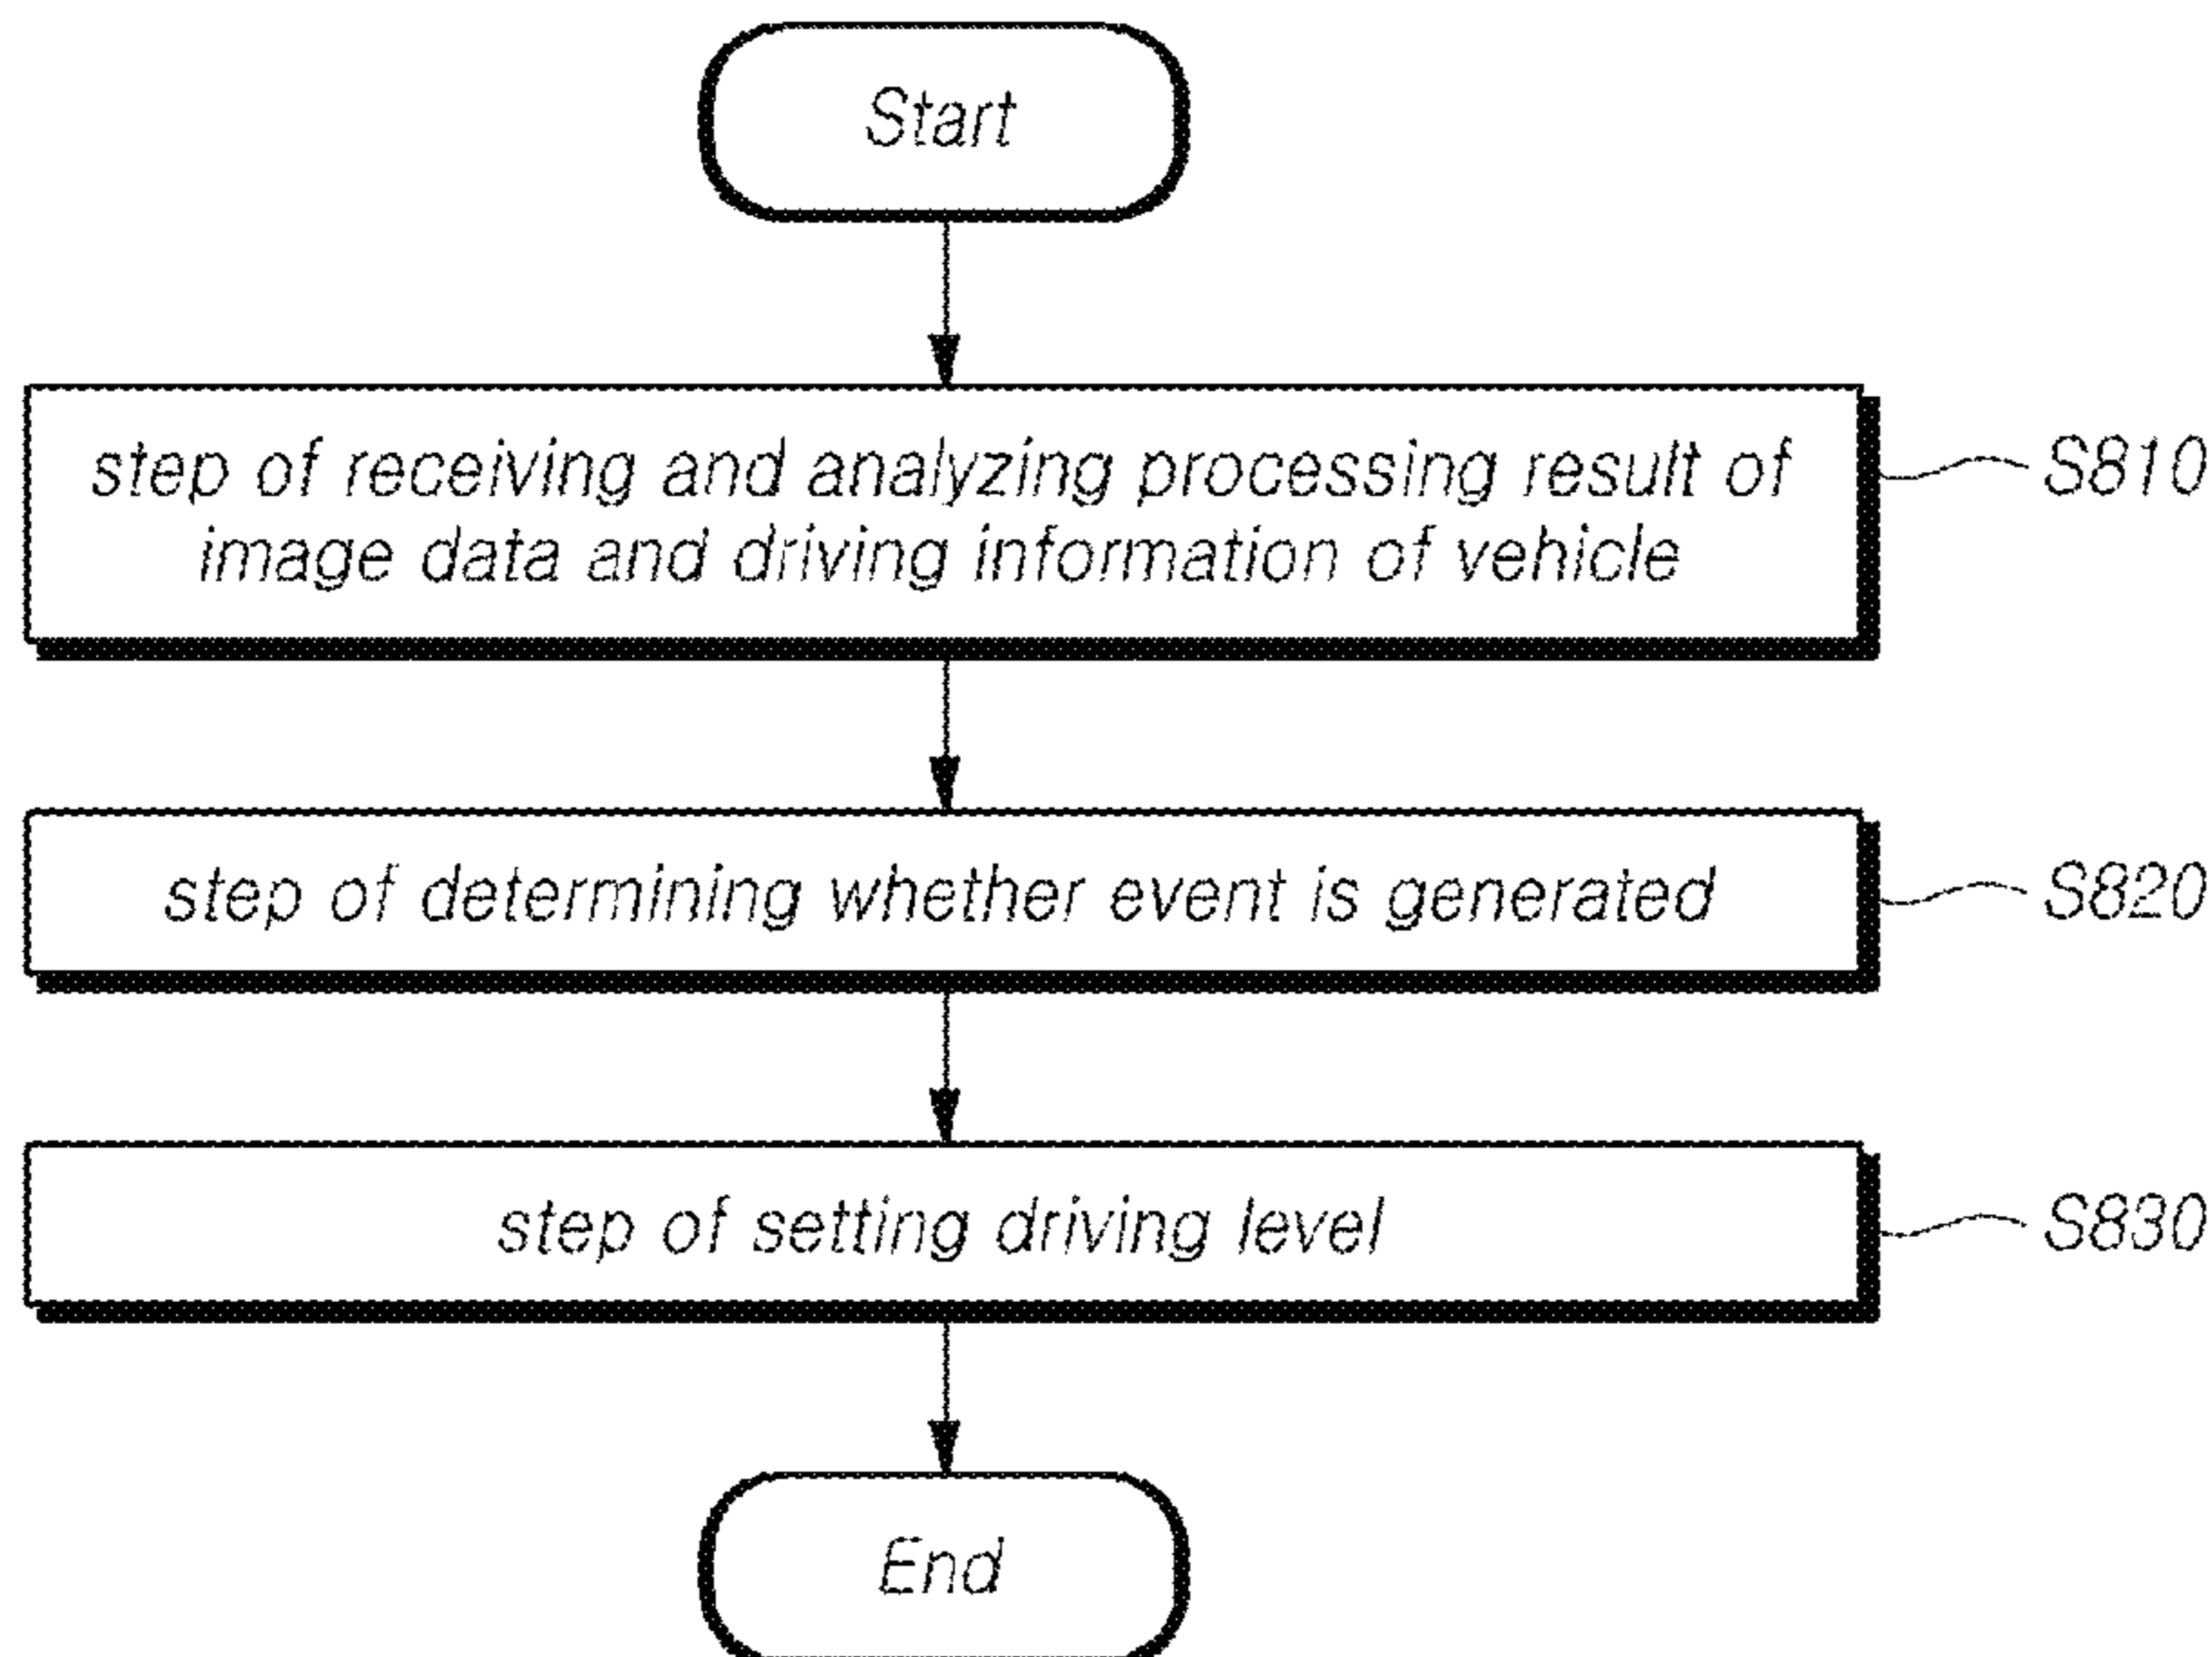 Start
step of receiving and analyzing processing result of
image data and driving information of vehicle
S810
step of determining whether event is generated
S820
step of setting driving level
S830
End